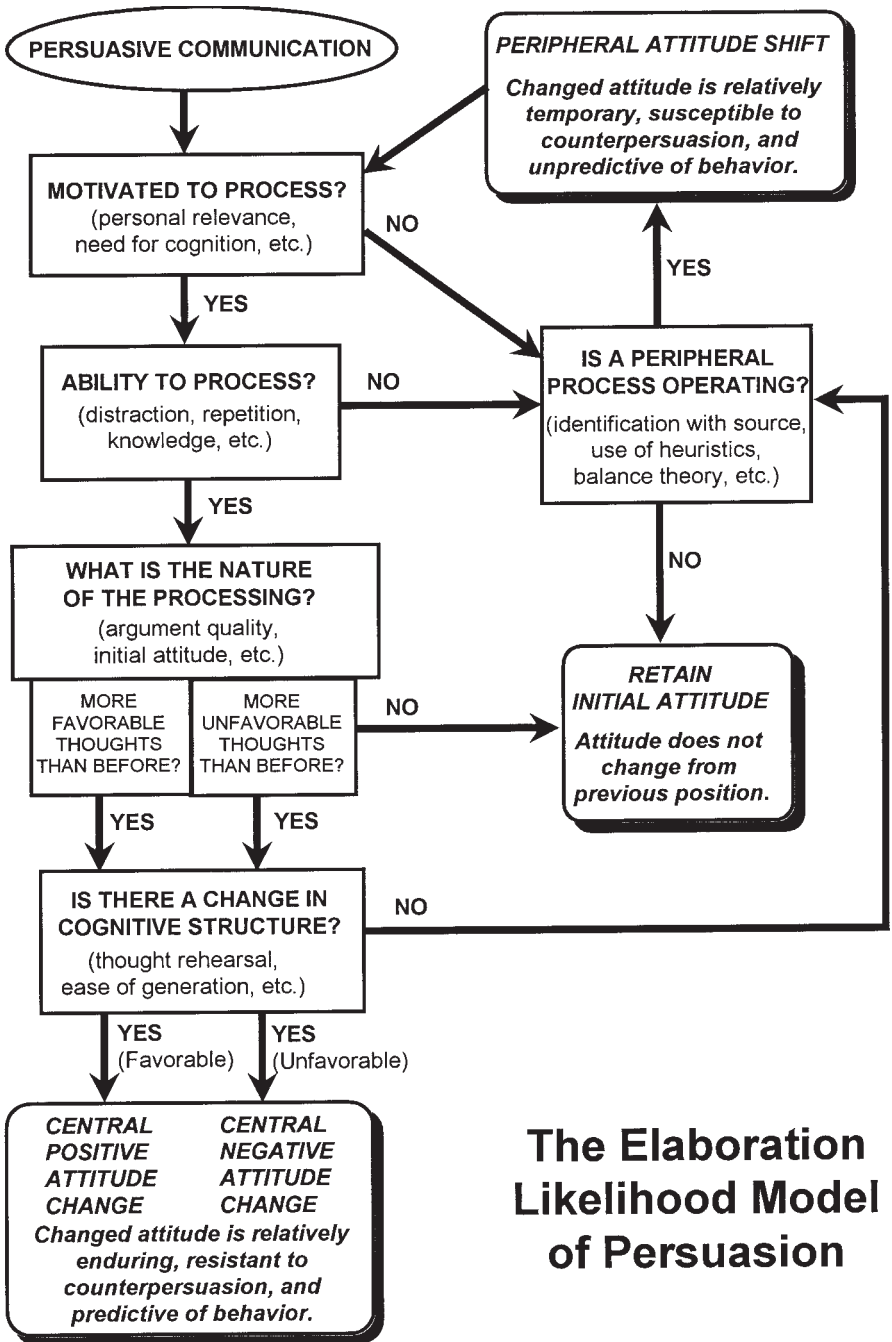 PERSUASIVE COMMUNICATION
PERIPHERAL ATTITUDE SHIFT
Changed attitude is relatively
temporary, susceptible to
counterpersuasion, and
unpredictive of behavior.
MOTIVATED TO PROCESS?
(personal relevance,
need for cognition, etc.)
NO
YES
YES
ABILITY TO PROCESS?
(distraction, repetition,
knowledge, etc.)
NO
IS A PERIPHERAL
PROCESS OPERATING?
(identification with source,
use of heuristics,
balance theory, etc.)
YES
NO
WHAT IS THE NATURE
OF THE PROCESSING?
(argument quality,
initial attitude, etc.)
MORE
FAVORABLE
THOUGHTS
THAN BEFORE?
MORE
UNFAVORABLE
THOUGHTS
THAN BEFORE?
NO
RETAIN
INITIAL ATTITUDE
Attitude does not
change from
previous position.
YES
YES
IS THERE A CHANGE IN
COGNITIVE STRUCTURE?
(thought rehearsal,
ease of generation, etc.)
NO
YES
(Favorable)
YES
(Unfavorable)
CENTRAL
POSITIVE
ATTITUDE
CHANGE
CENTRAL
NEGATIVE
ATTITUDE
CHANGE
Changed attitude is relatively
enduring, resistant to
counterpersuasion, and
predictive of behavior.
The Elaboration
Likelihood Model
of Persuasion